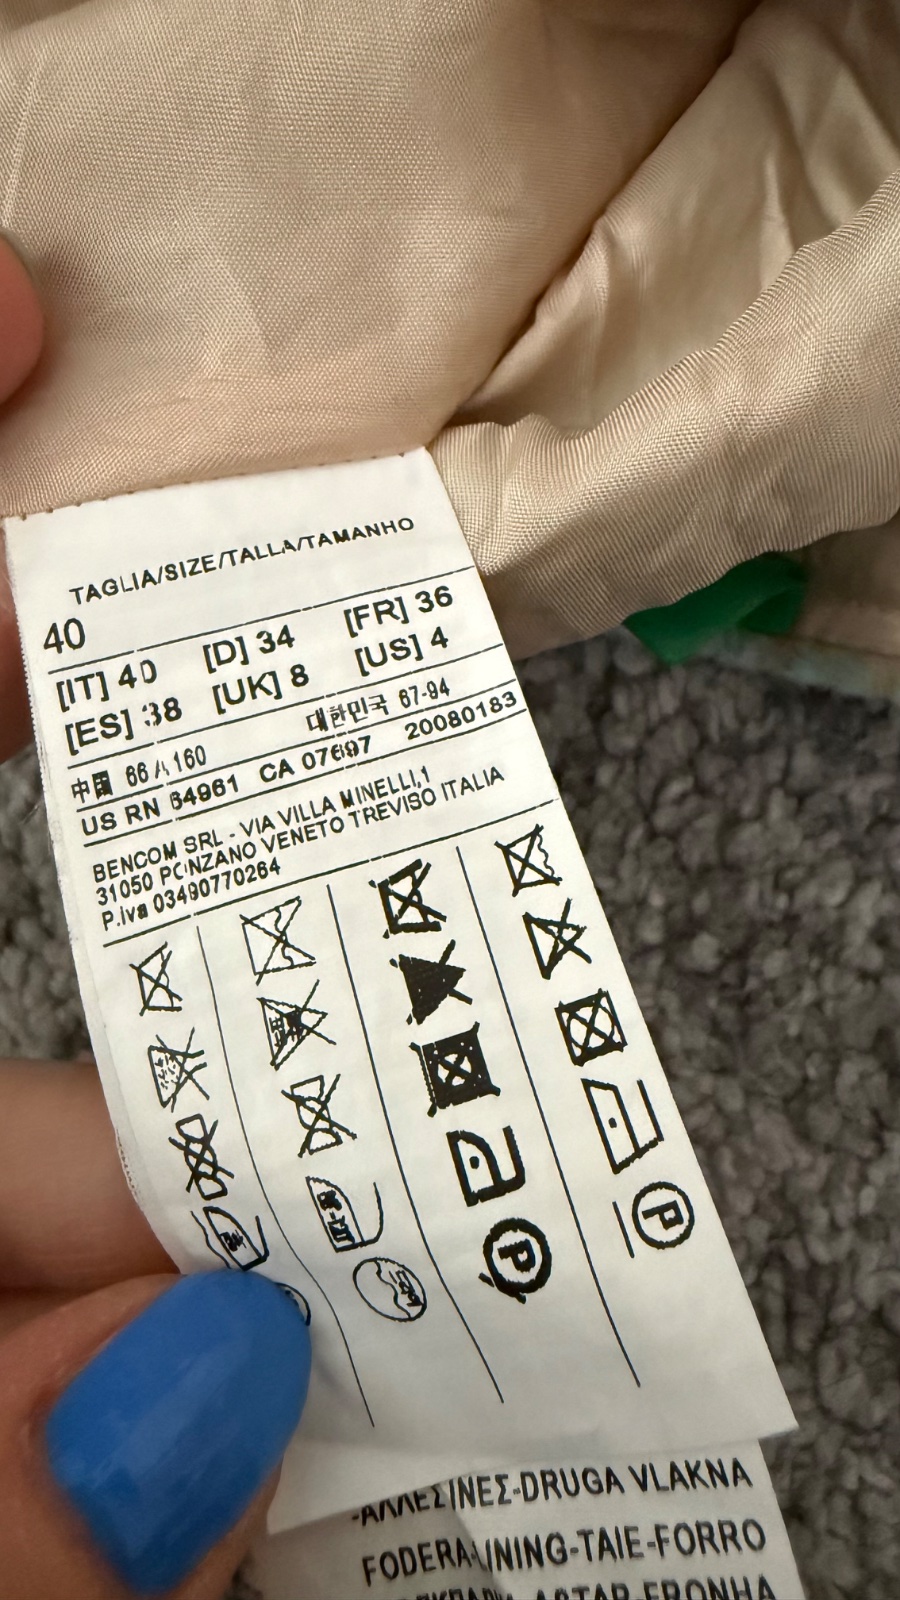 TAGLIA/SIZE/TALLA/TAMANHO
40
[IT] 40 [D] 34 [FR] 36
[ES] 38 [UK] 8 [US] 4
中国 66 160 대한민국 67-94
US RN 64961 CA 07697 20080183
BENCOM SRL - VIA VILLA MINELLI,1
31050 PONZANO VENETO TREVISO ITALIA
P.iva 03490770264
P
P
-ΑΛΛΕΣ ΙΝΕΣ-DRUGA VLAKNA
FODERA-LINING-TAIE-FORRO
ASTAR-FRONHA